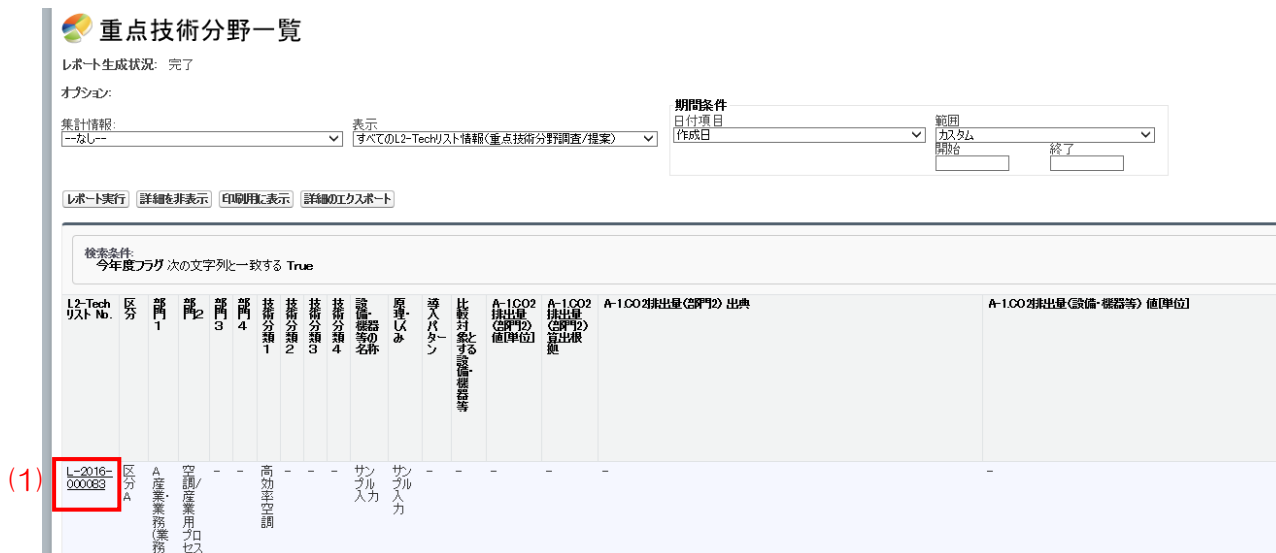 重点技術分野一覧
レポート生成状況: 完了
オプション:
集計情報:
--なし--
表示
すべてのL2-Techリスト情報(重点技術分野調査/提案)
期間条件
日付項目
作成日
範囲
カスタム
開始
終了
レポート実行 詳細を非表示 印刷用に表示 詳細のエクスポート
検索条件:
今年度フラグ 次の文字列と一致する True
L2-Tech
リスト No.
区分
部門1
部門2
部門3
部門4
技術分類1
技術分類2
技術分類3
技術分類4
設備・機器等の名称
原理・しくみ
導入パターン
比較対象とする設備・機器等
A-1.CO2
排出量
(部門2)
値[単位]
A-1.CO2
排出量
(部門2)
算出根
拠
A-1.CO2排出量(部門2) 出典
A-1.CO2排出量(設備・機器等) 値[単位]
(1)
L-2016-
000083
区分A
A産業・業務(業務
空調/産業用プロセス
-
-
高効率空調
-
-
-
サンプル入力
サンプル入力
-
-
-
-
-
-